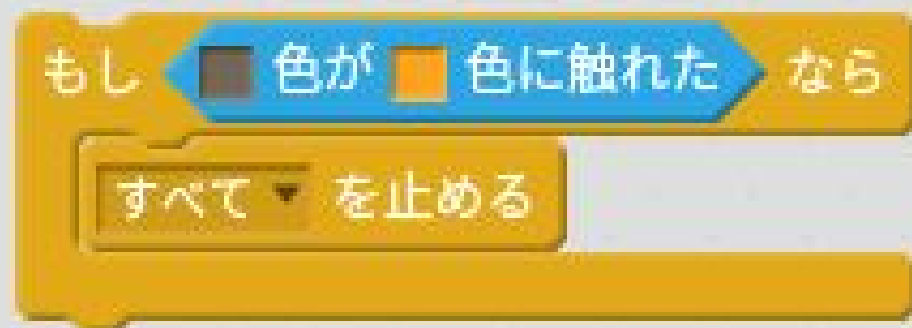 もし 色が 色に触れた なら
すべて を止める